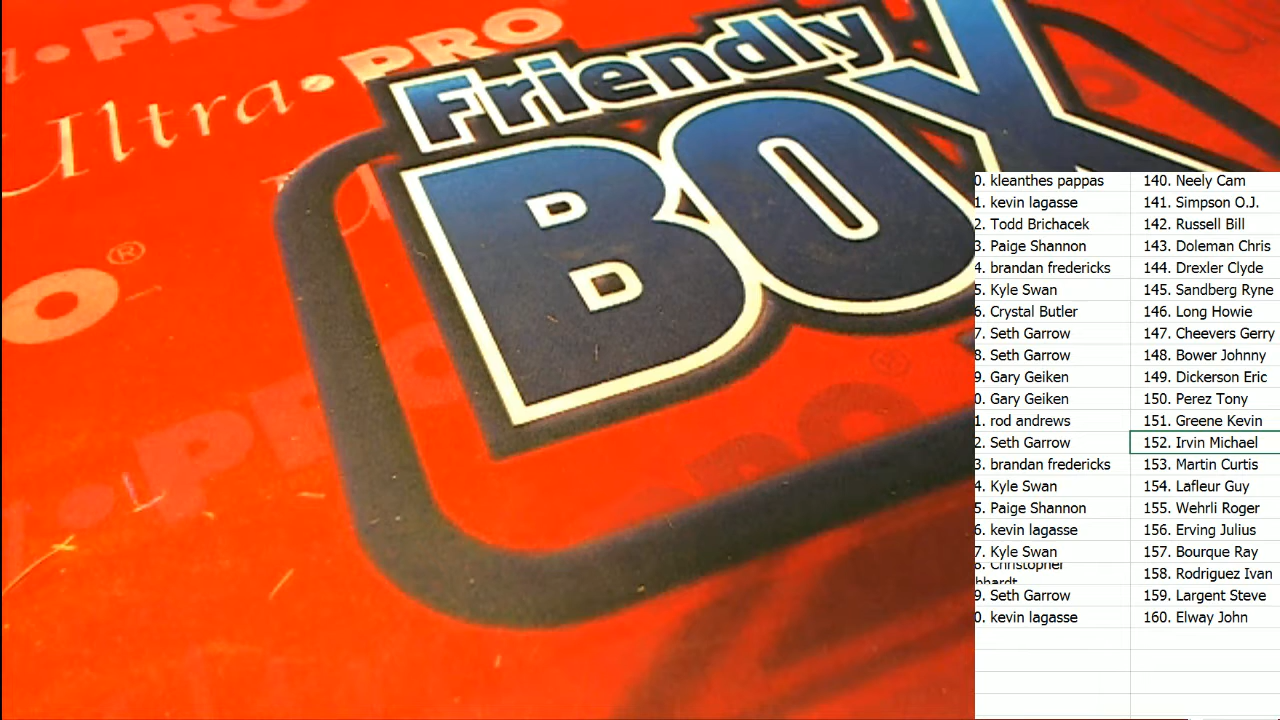 PRO
Ultra • PRO
Friendly
BOX
O®
PRO
0. kleanthes pappas 140. Neely Cam
1. kevin lagasse 141. Simpson O.J.
2. Todd Brichacek 142. Russell Bill
3. Paige Shannon 143. Doleman Chris
4. brandan fredericks 144. Drexler Clyde
5. Kyle Swan 145. Sandberg Ryne
6. Crystal Butler 146. Long Howie
7. Seth Garrow 147. Cheevers Gerry
8. Seth Garrow 148. Bower Johnny
9. Gary Geiken 149. Dickerson Eric
0. Gary Geiken 150. Perez Tony
1. rod andrews 151. Greene Kevin
2. Seth Garrow 152. Irvin Michael
3. brandan fredericks 153. Martin Curtis
4. Kyle Swan 154. Lafleur Guy
5. Paige Shannon 155. Wehrli Roger
6. kevin lagasse 156. Erving Julius
7. Kyle Swan 157. Bourque Ray
8. Christopher 158. Rodriguez Ivan
9. Seth Garrow 159. Largent Steve
0. kevin lagasse 160. Elway John